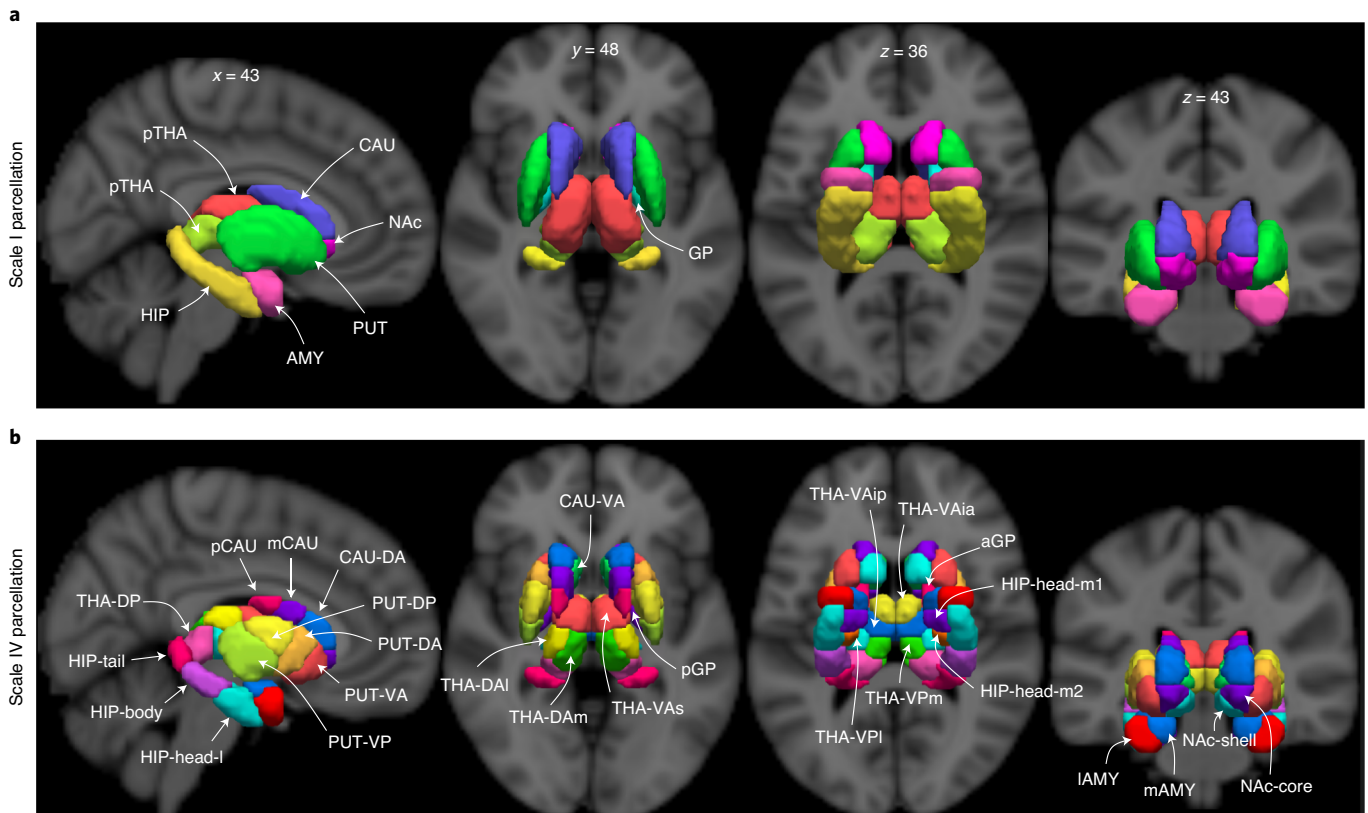 a
Scale I parcellation
x = 43
pTHA
CAU
pTHA
NAc
HIP
PUT
AMY
y = 48
GP
z = 36
z = 43
b
Scale IV parcellation
pCAU
mCAU
CAU-DA
THA-DP
PUT-DP
PUT-DA
HIP-tail
PUT-VA
HIP-body
PUT-VP
HIP-head-l
CAU-VA
THA-DAl
pGP
THA-DAm
THA-VAs
THA-VAip
THA-VAia
aGP
HIP-head-m1
THA-VPm
HIP-head-m2
THA-VPl
NAc-shell
lAMY
mAMY
NAc-core